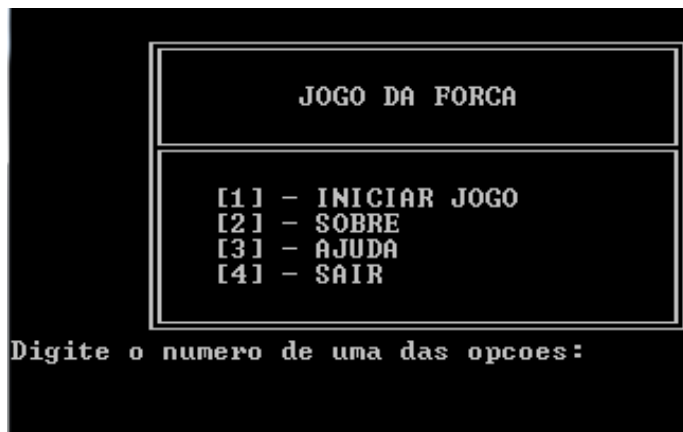 JOGO DA FORCA
[1] - INICIAR JOGO
[2] - SOBRE
[3] - AJUDA
[4] - SAIR
Digite o numero de uma das opcoes: